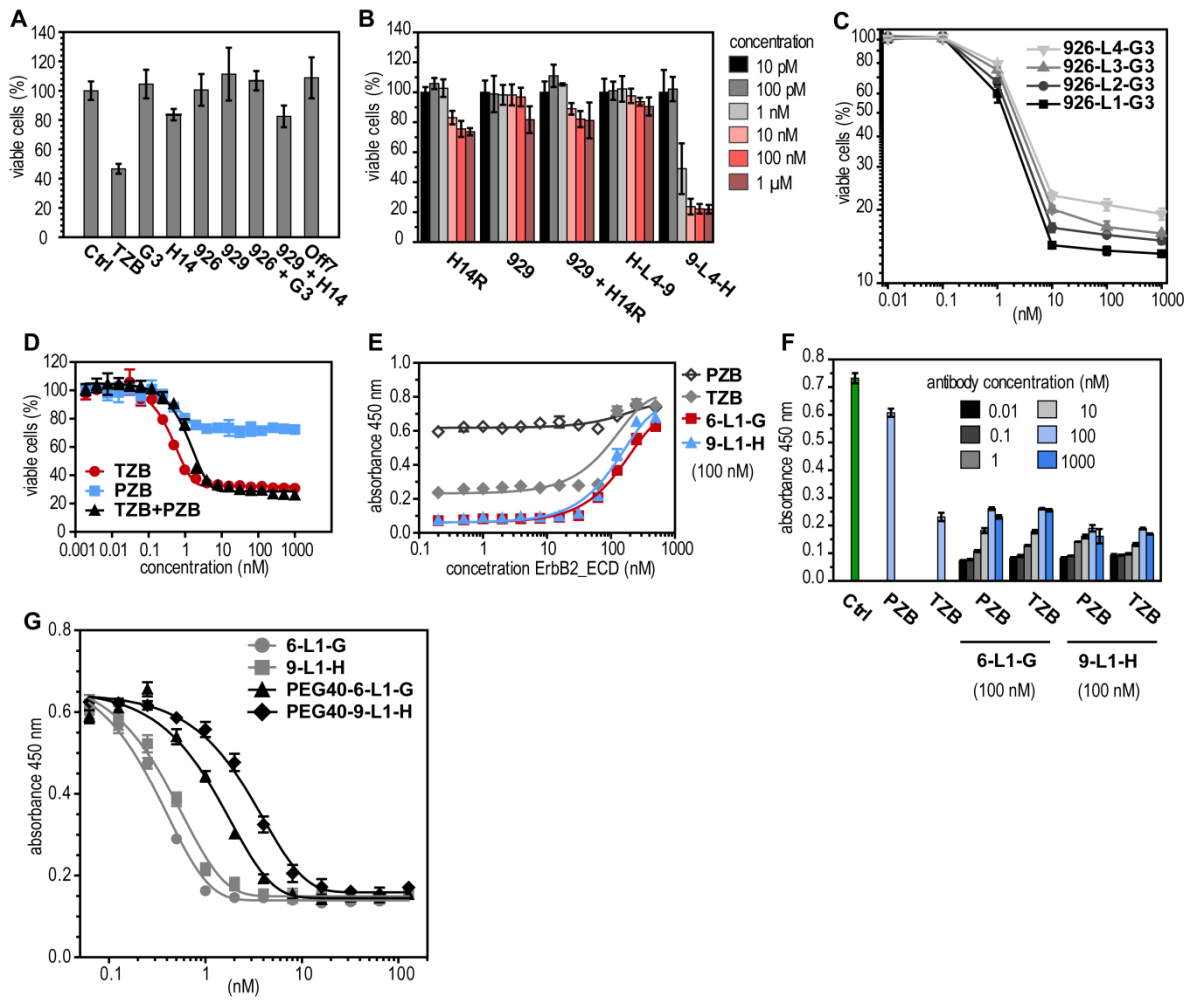 A
viable cells (%)
140
120
100
80
60
40
20
0
Ctrl
TZB
G3
H14
926
929
926 + G3
929 + H14
Off7
B
viable cells (%)
140
120
100
80
60
40
20
0
H14R
929
929 + H14R
H-L4-9
9-L4-H
concentration
10 pM
100 pM
1 nM
10 nM
100 nM
1 µM
C
viable cells (%)
100
80
70
60
50
40
30
20
10
0.01 0.1 1 10 100 1000
(nM)
926-L4-G3
926-L3-G3
926-L2-G3
926-L1-G3
D
viable cells (%)
120
100
80
60
40
20
0
0.001 0.01 0.1 1.0 10 100 1000
concentration (nM)
TZB
PZB
TZB+PZB
E
absorbance 450 nm
1.0
0.8
0.6
0.4
0.2
0.0
0.1 1 10 100 1000
concetration ErbB2_ECD (nM)
PZB
TZB
6-L1-G
9-L1-H
(100 nM)
F
absorbance 450 nm
0.8
0.7
0.6
0.5
0.4
0.3
0.2
0.1
0.0
antibody concentration (nM)
0.01
0.1
1
10
100
1000
Ctrl
PZB
TZB
PZB
TZB
PZB
TZB
6-L1-G
(100 nM)
9-L1-H
(100 nM)
G
absorbance 450 nm
0.8
0.6
0.4
0.2
0.0
0.1 1 10 100
(nM)
6-L1-G
9-L1-H
PEG40-6-L1-G
PEG40-9-L1-H